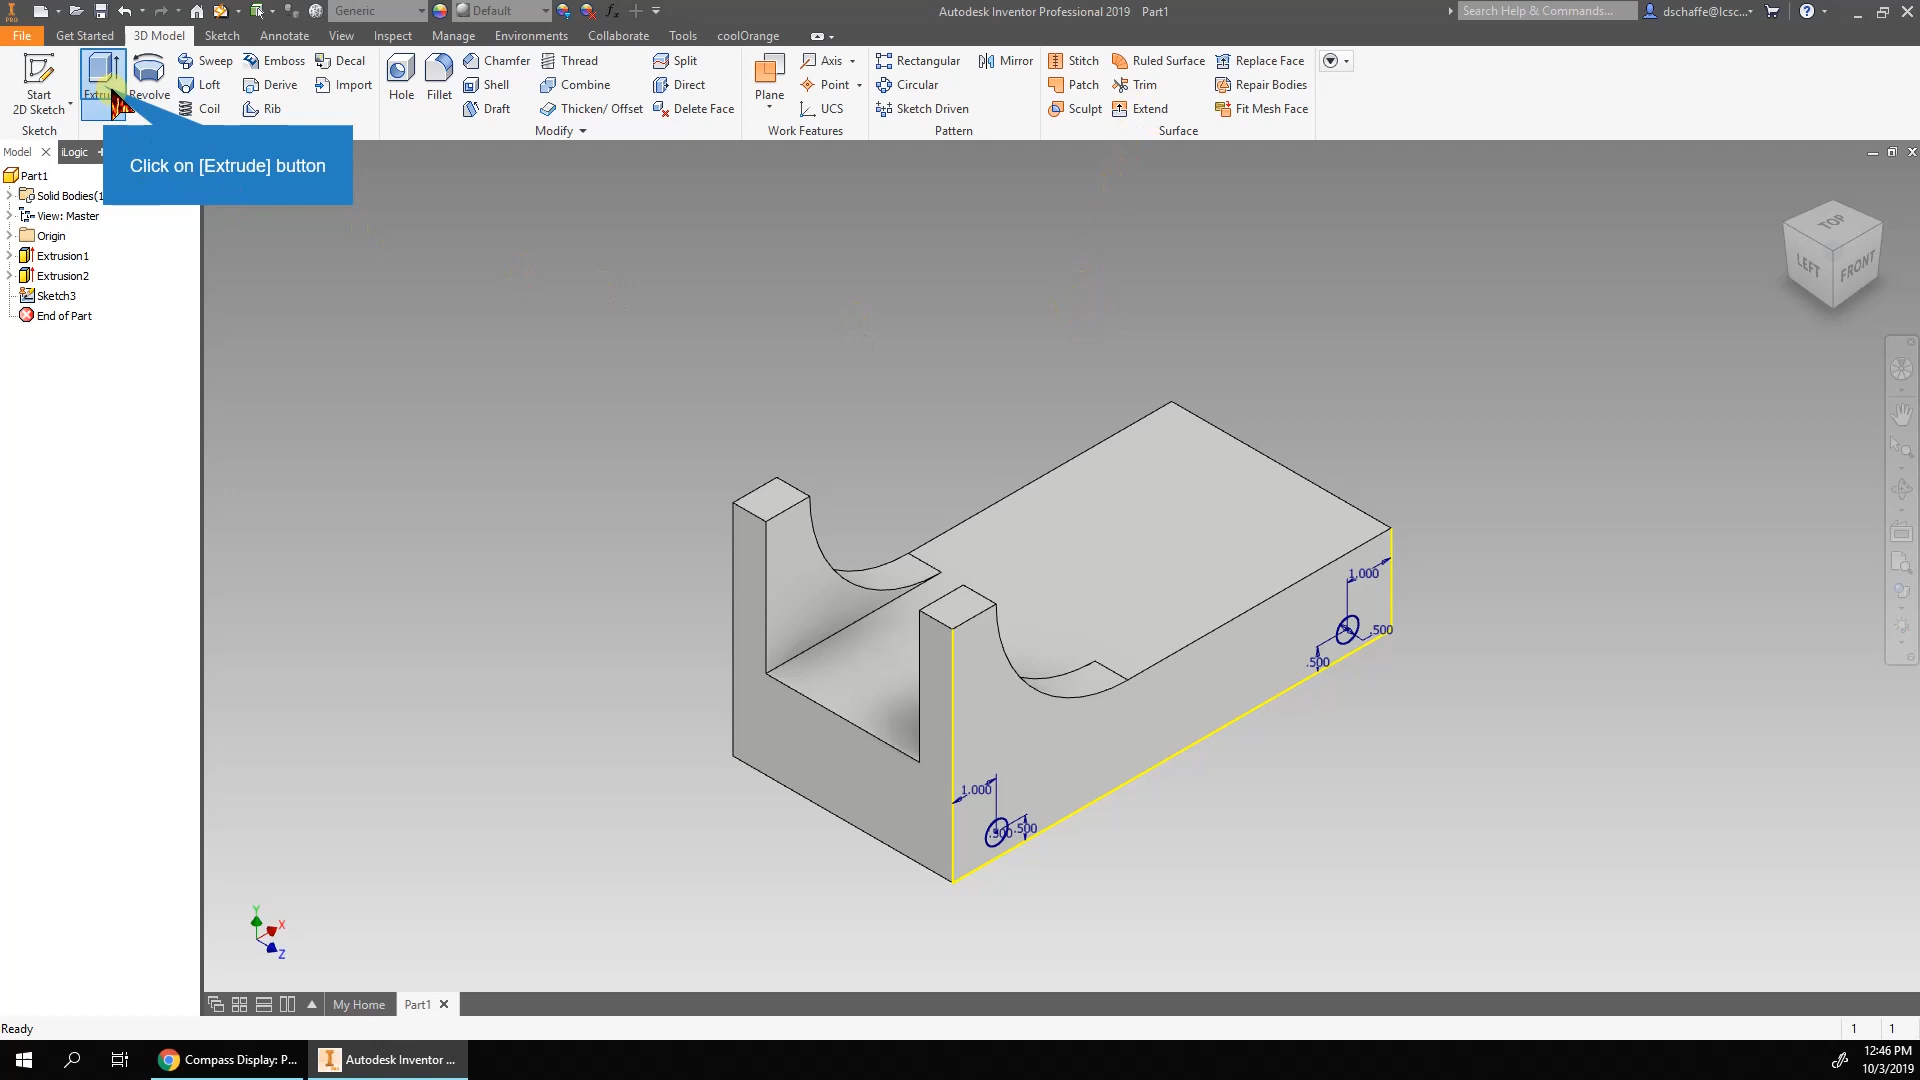 Generic
Default
Autodesk Inventor Professional 2019 Part1
Search Help & Commands...
dschaffe@lcsc...
File
Get Started
3D Model
Sketch
Annotate
View
Inspect
Manage
Environments
Collaborate
Tools
coolOrange
Start
2D Sketch
Sketch
Revolve
Sweep
Loft
Coil
Emboss
Derive
Rib
Decal
Import
Hole
Fillet
Chamfer
Shell
Draft
Thread
Combine
Thicken/ Offset
Split
Direct
Delete Face
Modify
Plane
Axis
Point
UCS
Work Features
Rectangular
Circular
Sketch Driven
Mirror
Pattern
Stitch
Patch
Sculpt
Ruled Surface
Trim
Extend
Replace Face
Repair Bodies
Fit Mesh Face
Surface
Click on [Extrude] button
Model
iLogic
Part1
Solid Bodies(1
View: Master
Origin
Extrusion1
Extrusion2
Sketch3
End of Part
TOP
LEFT
FRONT
1.000
.500
.500
1.000
.500
Y
X
Z
My Home
Part1
Ready
1
1
Compass Display: P...
Autodesk Inventor ...
12:46 PM
10/3/2019